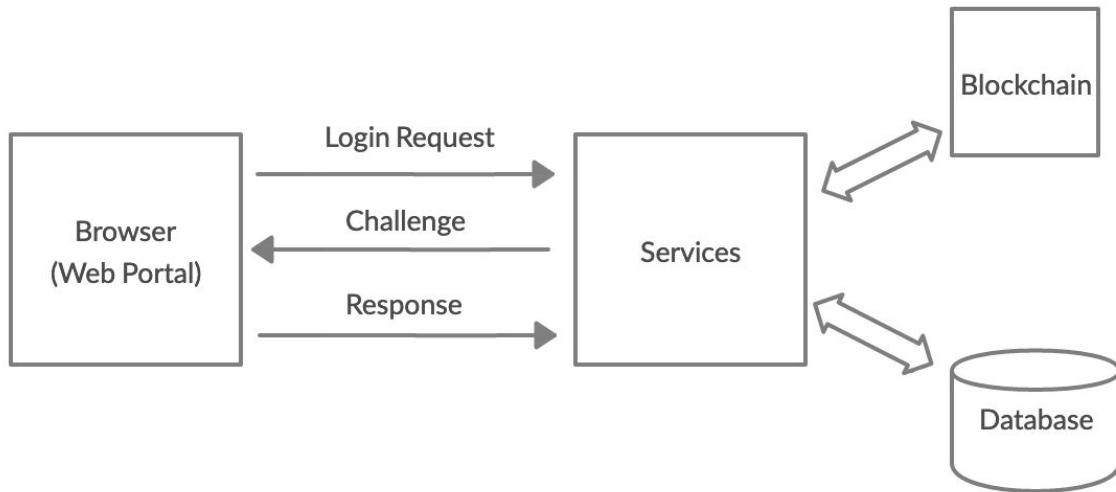 Blockchain
Login Request
Challenge
Browser
(Web Portal)
Services
Response
Database